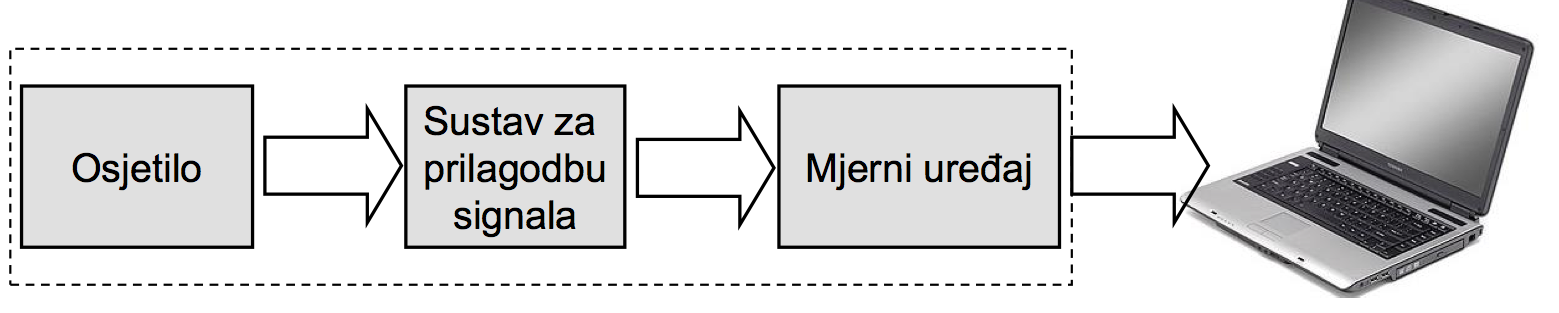 Osjetilo
Sustav za
prilagodbu
signala
Mjerni uređaj